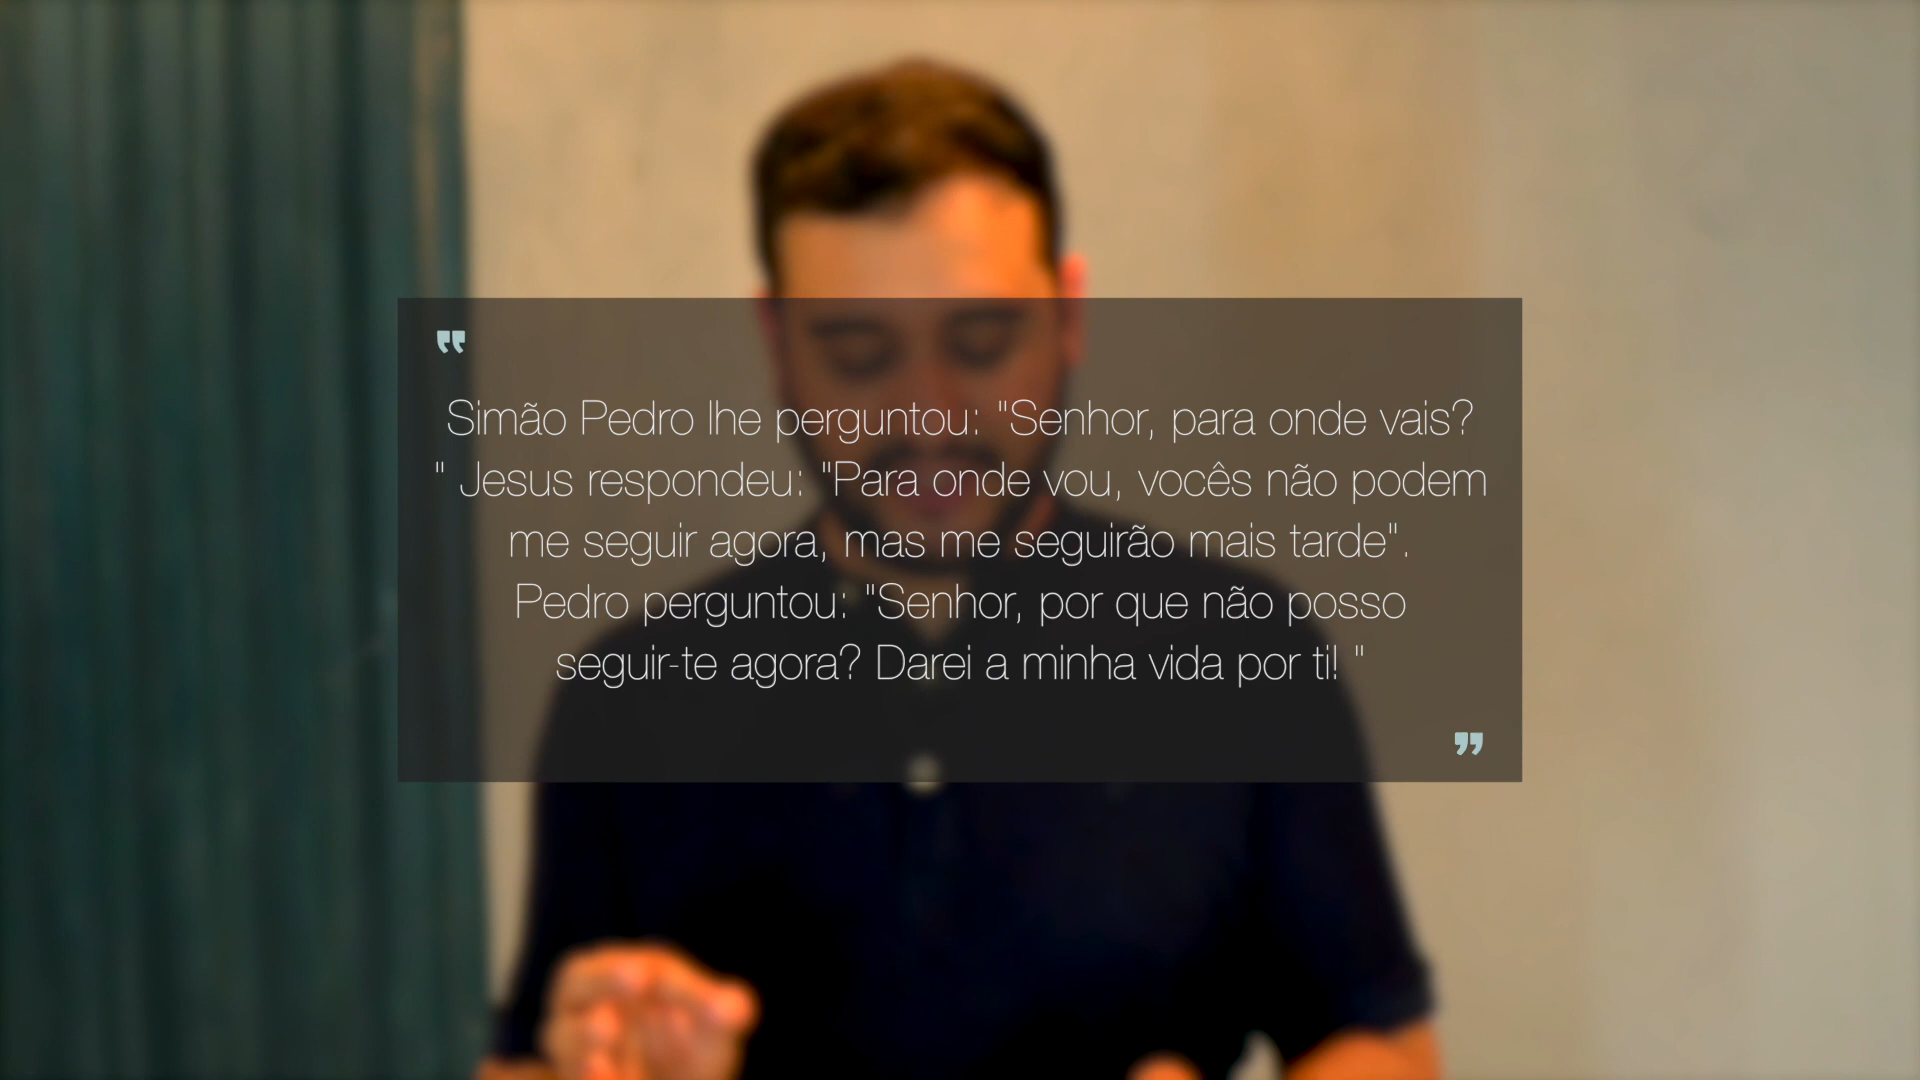 "
Simão Pedro lhe perguntou: "Senhor, para onde vais?
" Jesus respondeu: "Para onde vou, vocês não podem
me seguir agora, mas me seguirão mais tarde".
Pedro perguntou: "Senhor, por que não posso
seguir-te agora? Darei a minha vida por ti! "
"